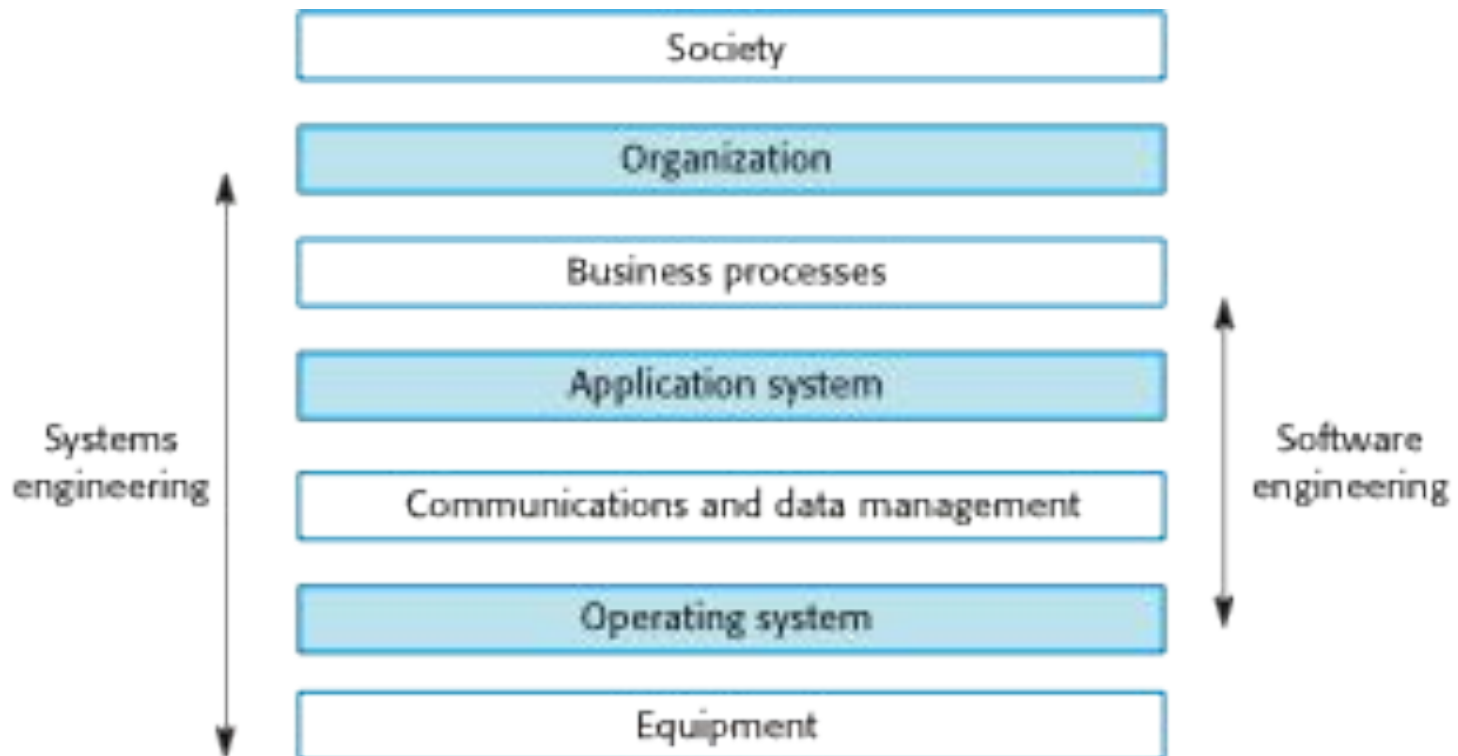 Society
Organization
Business processes
Application system
Systems
engineering
Software
engineering
Communications and data management
Operating system
Equipment